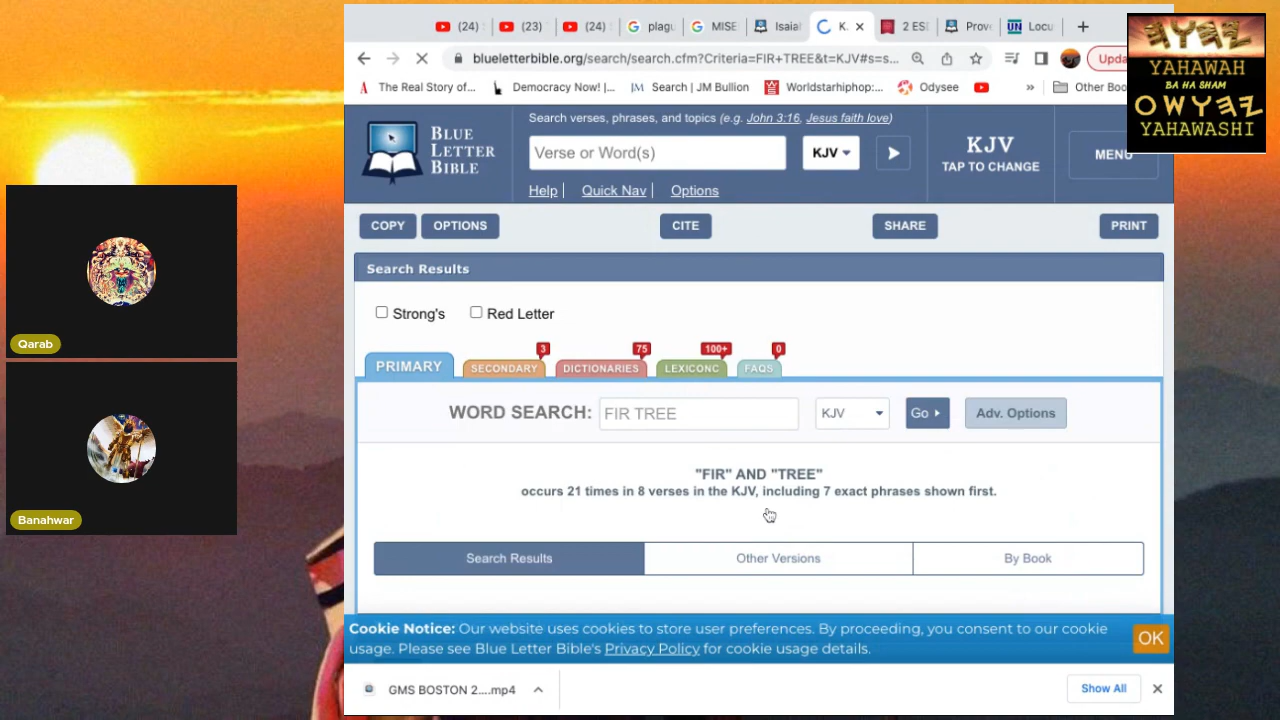 (24)
(23)
(24)
plagu
MISE
Isaia
K.
2 ESI
Prov
Locu
blueletterbible.org/search/search.cfm?Criteria=FIR+TREE&t=KJV#s=s...
Upda
The Real Story of...
Democracy Now! |...
Search | JM Bullion
Worldstarhiphop:...
Odysee
»
Other Boo
YAHAWAH
BA HA SHAM
YAHAWASHI
BLUE
LETTER
BIBLE
Search verses, phrases, and topics (e.g. John 3:16, Jesus faith love)
Verse or Word(s)
KJV
Help
Quick Nav
Options
KJV
TAP TO CHANGE
MENU
COPY
OPTIONS
CITE
SHARE
PRINT
Search Results
Strong's
Red Letter
PRIMARY
SECONDARY
3
DICTIONARIES
75
LEXICONC
100+
FAQS
0
WORD SEARCH:
FIR TREE
KJV
Go
Adv. Options
"FIR" AND "TREE"
occurs 21 times in 8 verses in the KJV, including 7 exact phrases shown first.
Search Results
Other Versions
By Book
Cookie Notice: Our website uses cookies to store user preferences. By proceeding, you consent to our cookie
usage. Please see Blue Letter Bible's Privacy Policy for cookie usage details.
OK
GMS BOSTON 2....mp4
Show All
Qarab
Banahwar